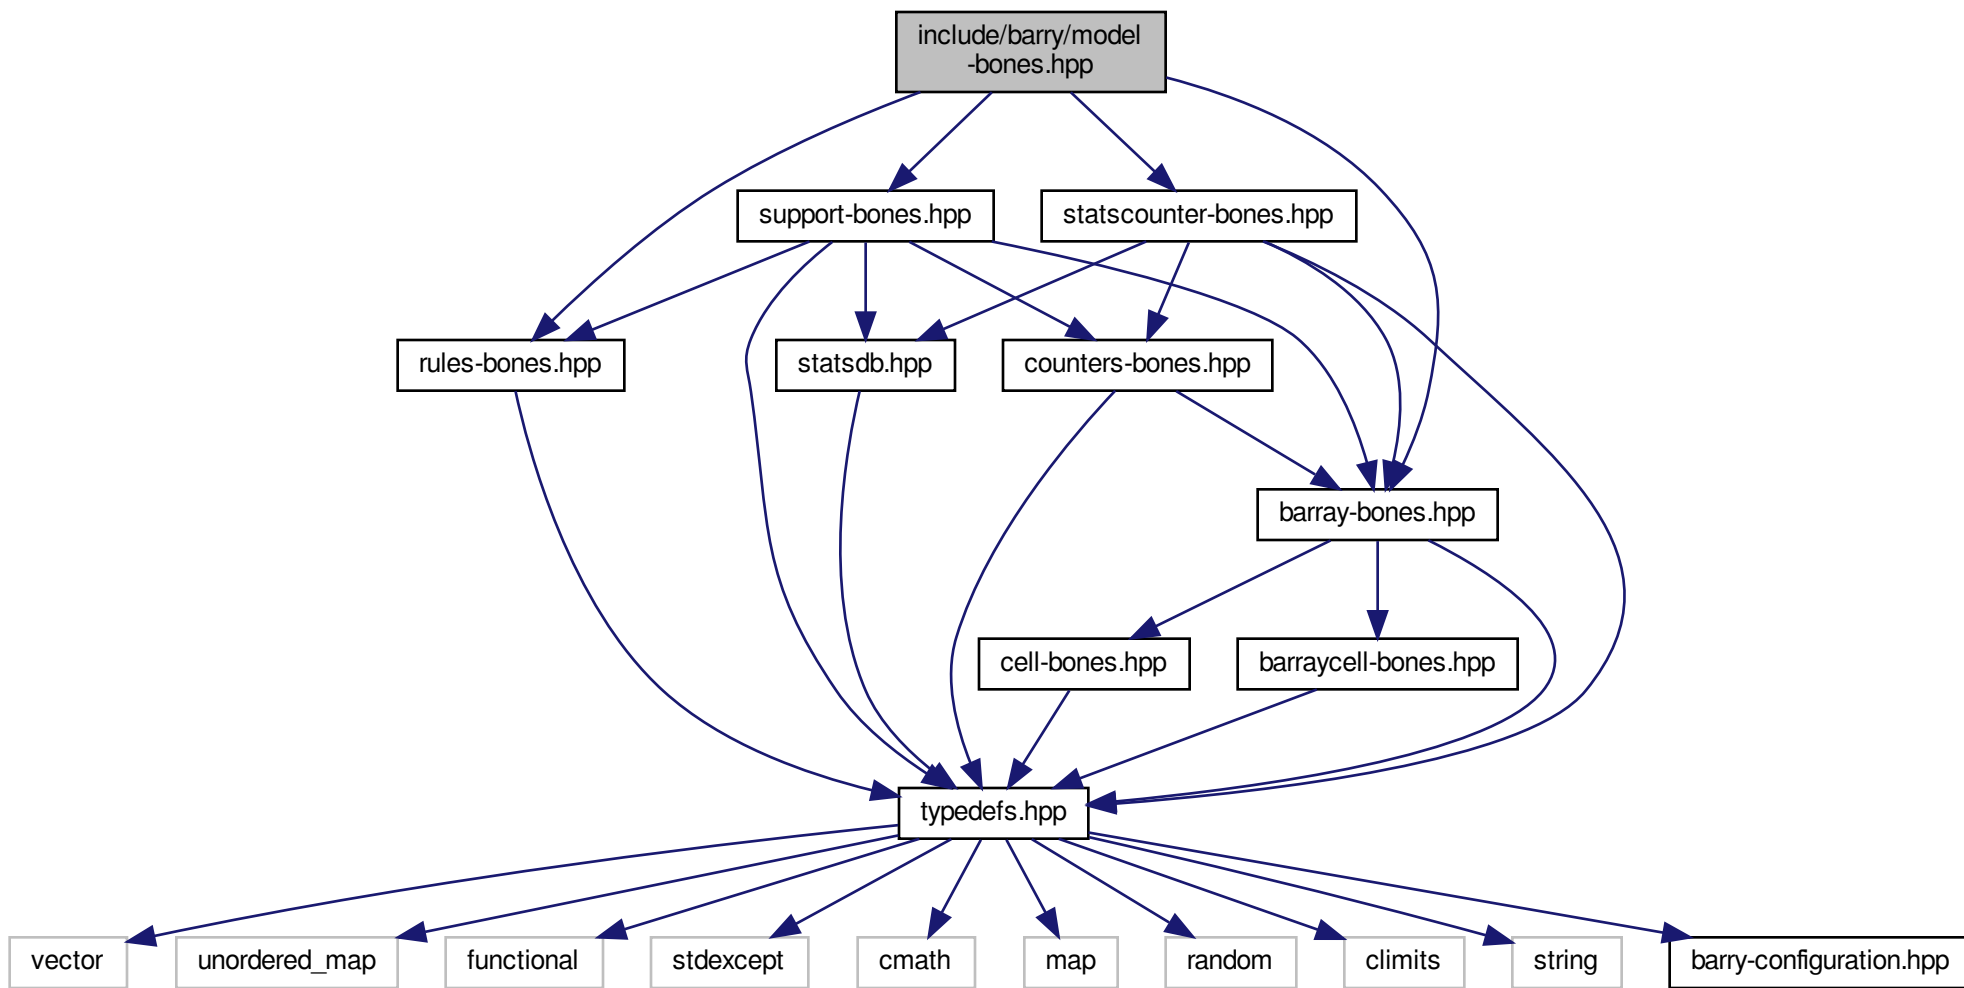 include/barry/model
-bones.hpp
support-bones.hpp
statscounter-bones.hpp
rules-bones.hpp
statsdb.hpp
counters-bones.hpp
barray-bones.hpp
cell-bones.hpp
barraycell-bones.hpp
typedefs.hpp
vector
unordered_map
functional
stdexcept
cmath
map
random
climits
string
barry-configuration.hpp